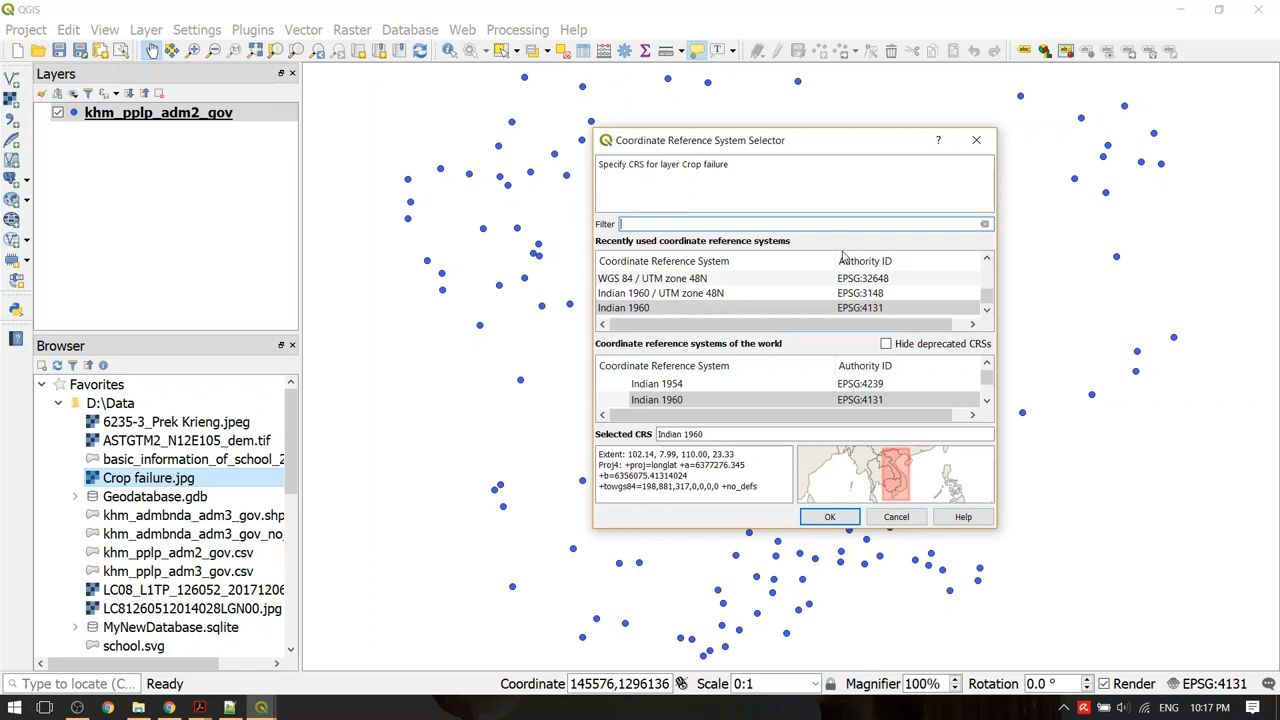 QGIS
Project Edit View Layer Settings Plugins Vector Raster Database Web Processing Help
Layers
khm_pplp_adm2_gov
Browser
Favorites
D:\Data
6235-3_Prek Krieng.jpeg
ASTGTM2_N12E105_dem.tif
basic_information_of_school_2
Crop failure.jpg
Geodatabase.gdb
khm_admbnda_adm3_gov.shp
khm_admbnda_adm3_gov_no_
khm_pplp_adm2_gov.csv
khm_pplp_adm3_gov.csv
LC08_L1TP_126052_20171206
LC81260512014028LGN00.jpg
MyNewDatabase.sqlite
school.svg
Coordinate Reference System Selector
Specify CRS for layer Crop failure
Filter
Recently used coordinate reference systems
Coordinate Reference System Authority ID
WGS 84 / UTM zone 48N EPSG:32648
Indian 1960 / UTM zone 48N EPSG:3148
Indian 1960 EPSG:4131
Coordinate reference systems of the world Hide deprecated CRSs
Coordinate Reference System Authority ID
Indian 1954 EPSG:4239
Indian 1960 EPSG:4131
Selected CRS Indian 1960
Extent: 102.14, 7.99, 110.00, 23.33
Proj4: +proj=longlat +a=6377276.345
+b=6356075.41314024
+towgs84=198,881,317,0,0,0,0 +no_defs
OK Cancel Help
Type to locate (C... Ready Coordinate 145576,1296136 Scale 0:1 Magnifier 100% Rotation 0.0 ° Render EPSG:4131
ENG 10:17 PM